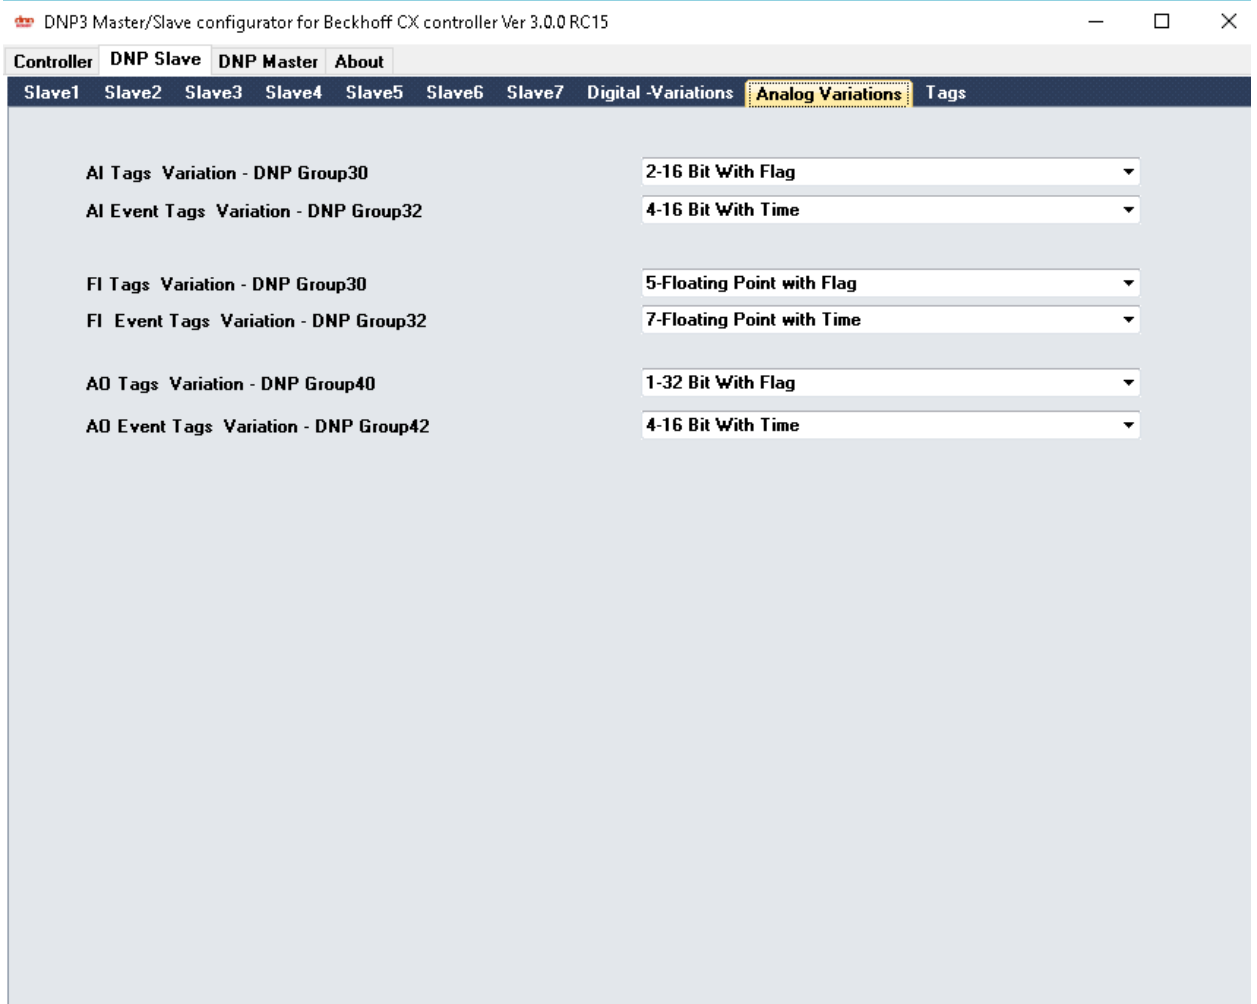 DNP3 Master/Slave configurator for Beckhoff CX controller Ver 3.0.0 RC15
Controller DNP Slave DNP Master About
Slave1 Slave2 Slave3 Slave4 Slave5 Slave6 Slave7 Digital -Variations Analog Variations Tags
AI Tags Variation - DNP Group30 2-16 Bit With Flag
AI Event Tags Variation - DNP Group32 4-16 Bit With Time
FI Tags Variation - DNP Group30 5-Floating Point with Flag
FI Event Tags Variation - DNP Group32 7-Floating Point with Time
AO Tags Variation - DNP Group40 1-32 Bit With Flag
AO Event Tags Variation - DNP Group42 4-16 Bit With Time